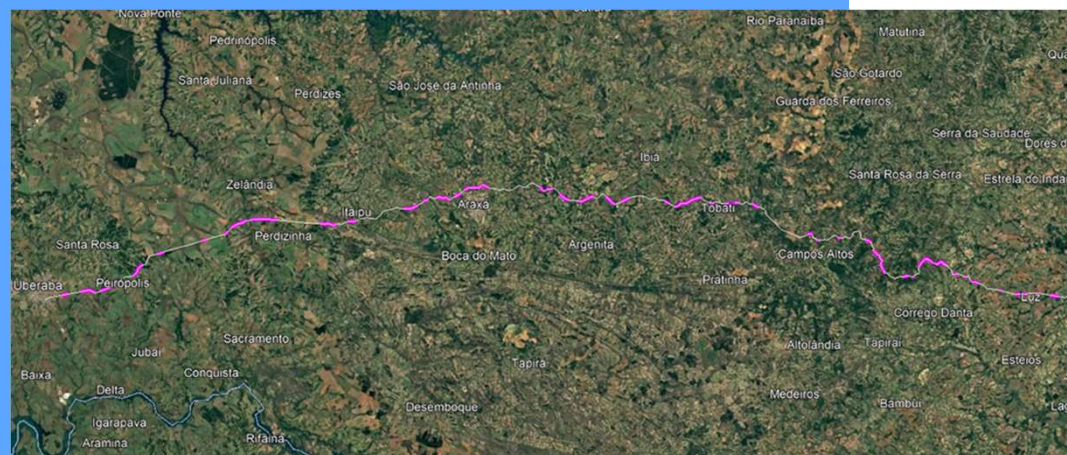 Nova Ponte
Rio Paranaiba
Matutina
Pedrinópolis
São Gotardo
Santa Juliana
São José da Antinha
Perdizes
Guarda dos Ferreiros
Serra da Saudade
Dores d
Ibiá
Santa Rosa da Serra
Estrela do Inda
Zelândia
Araxá
Itaipu
Tobati
Perdizinha
Santa Rosa
Argenita
Boca do Mato
Campos Altos
Pratinha
Peirópolis
Uberaba
Luz
Córrego Danta
Sacramento
Altolândia
Tapiraí
Jubaí
Tapira
Esteios
Baixa
Conquista
Delta
Medeiros
Bambuí
Desemboque
Igarapava
Aramina
Rifaina